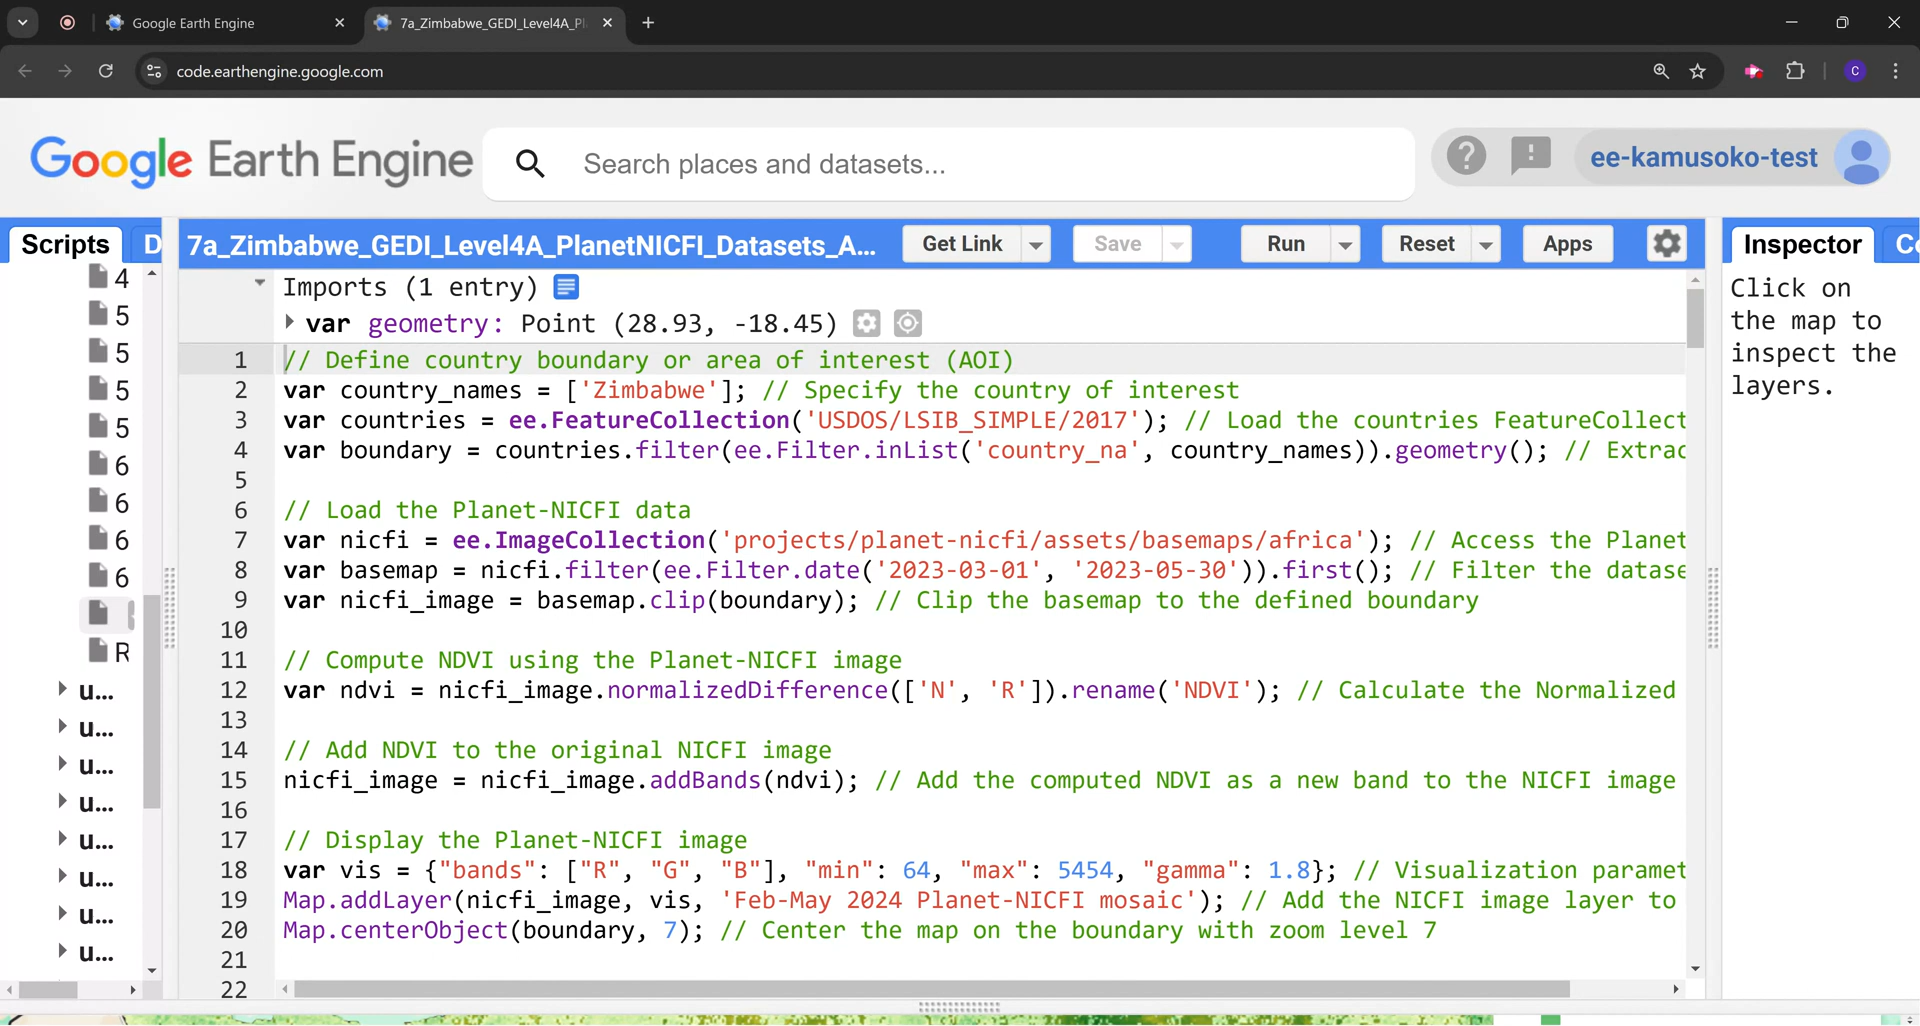 Google Earth Engine
7a_Zimbabwe_GEDI_Level4A_Pl
code.earthengine.google.com
C
Google Earth Engine
Search places and datasets...
ee-kamusoko-test
Scripts
D
7a_Zimbabwe_GEDI_Level4A_PlanetNICFI_Datasets_A...
Get Link
Save
Run
Reset
Apps
Inspector
Co
4
5
5
5
5
6
6
6
6
R
u...
u...
u...
u...
u...
u...
u...
u...
Imports (1 entry)
var geometry: Point (28.93, -18.45)
1 // Define country boundary or area of interest (AOI)
2 var country_names = ['Zimbabwe']; // Specify the country of interest
3 var countries = ee.FeatureCollection('USDOS/LSIB_SIMPLE/2017'); // Load the countries FeatureCollect
4 var boundary = countries.filter(ee.Filter.inList('country_na', country_names)).geometry(); // Extrac
5
6 // Load the Planet-NICFI data
7 var nicfi = ee.ImageCollection('projects/planet-nicfi/assets/basemaps/africa'); // Access the Planet
8 var basemap = nicfi.filter(ee.Filter.date('2023-03-01', '2023-05-30')).first(); // Filter the datase
9 var nicfi_image = basemap.clip(boundary); // Clip the basemap to the defined boundary
10
11 // Compute NDVI using the Planet-NICFI image
12 var ndvi = nicfi_image.normalizedDifference(['N', 'R']).rename('NDVI'); // Calculate the Normalized
13
14 // Add NDVI to the original NICFI image
15 nicfi_image = nicfi_image.addBands(ndvi); // Add the computed NDVI as a new band to the NICFI image
16
17 // Display the Planet-NICFI image
18 var vis = {"bands": ["R", "G", "B"], "min": 64, "max": 5454, "gamma": 1.8}; // Visualization paramet
19 Map.addLayer(nicfi_image, vis, 'Feb-May 2024 Planet-NICFI mosaic'); // Add the NICFI image layer to
20 Map.centerObject(boundary, 7); // Center the map on the boundary with zoom level 7
21
22
Click on
the map to
inspect the
layers.